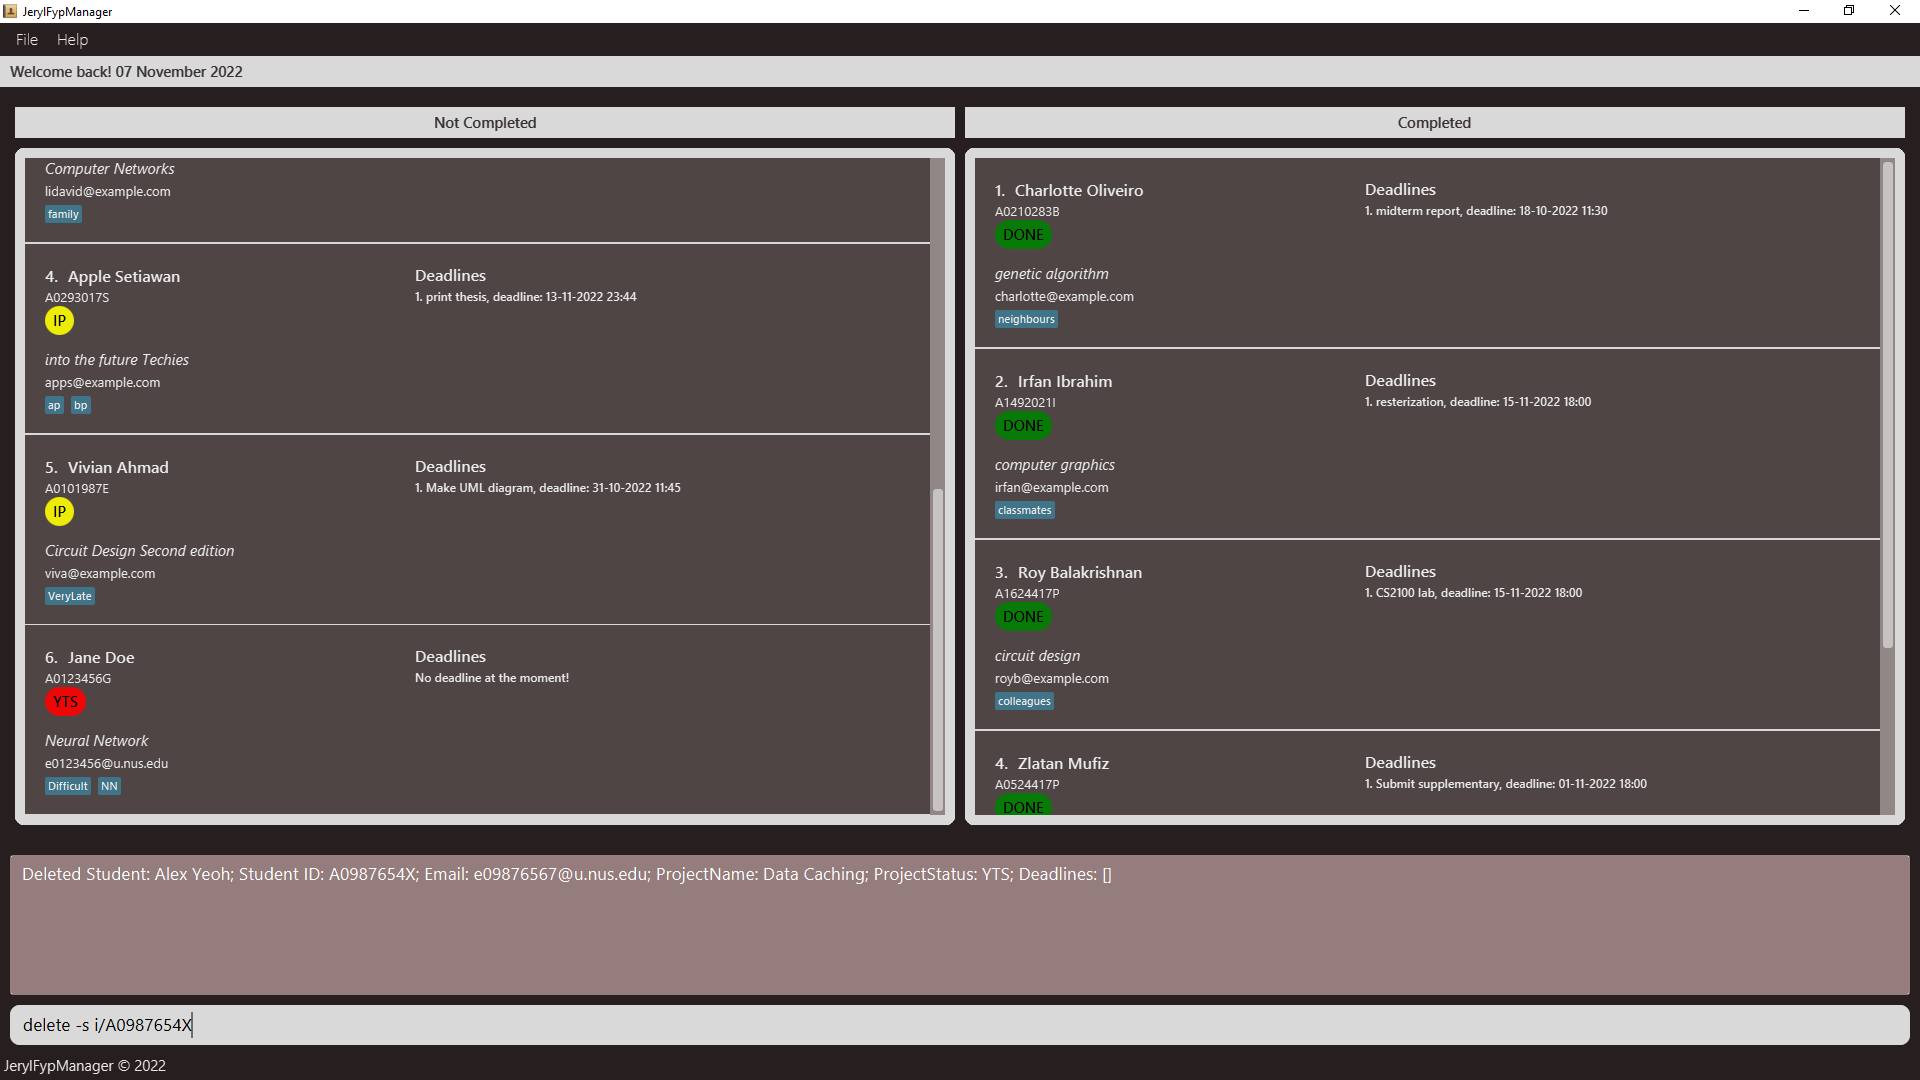 JerylFypManager
File Help
Welcome back! 07 November 2022
Not Completed
Computer Networks
lidavid@example.com
family
4. Apple Setiawan
A0293017S
IP
into the future Techies
apps@example.com
ap bp
Deadlines
1. print thesis, deadline: 13-11-2022 23:44
5. Vivian Ahmad
A0101987E
IP
Circuit Design Second edition
viva@example.com
VeryLate
Deadlines
1. Make UML diagram, deadline: 31-10-2022 11:45
6. Jane Doe
A0123456G
YTS
Neural Network
e0123456@u.nus.edu
Difficult NN
Deadlines
No deadline at the moment!
Completed
1. Charlotte Oliveiro
A0210283B
DONE
genetic algorithm
charlotte@example.com
neighbours
Deadlines
1. midterm report, deadline: 18-10-2022 11:30
2. Irfan Ibrahim
A1492021I
DONE
computer graphics
irfan@example.com
classmates
Deadlines
1. resterization, deadline: 15-11-2022 18:00
3. Roy Balakrishnan
A1624417P
DONE
circuit design
royb@example.com
colleagues
Deadlines
1. CS2100 lab, deadline: 15-11-2022 18:00
4. Zlatan Mufiz
A0524417P
DONE
Deadlines
1. Submit supplementary, deadline: 01-11-2022 18:00
Deleted Student: Alex Yeoh; Student ID: A0987654X; Email: e09876567@u.nus.edu; ProjectName: Data Caching; ProjectStatus: YTS; Deadlines: []
delete -s i/A0987654X
JerylFypManager © 2022